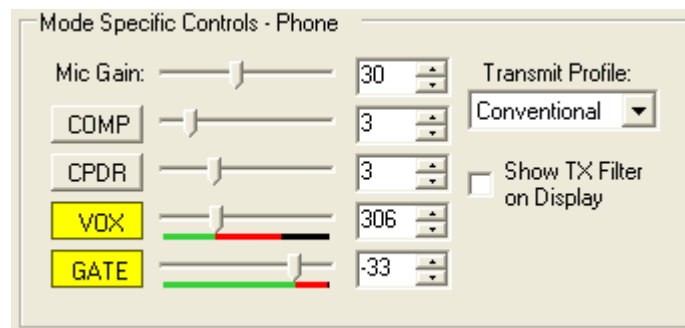 Mode Specific Controls - Phone
Mic Gain: 30 Transmit Profile:
COMP 3 Conventional
CPDR 3 Show TX Filter
on Display
VOX 306
GATE -33